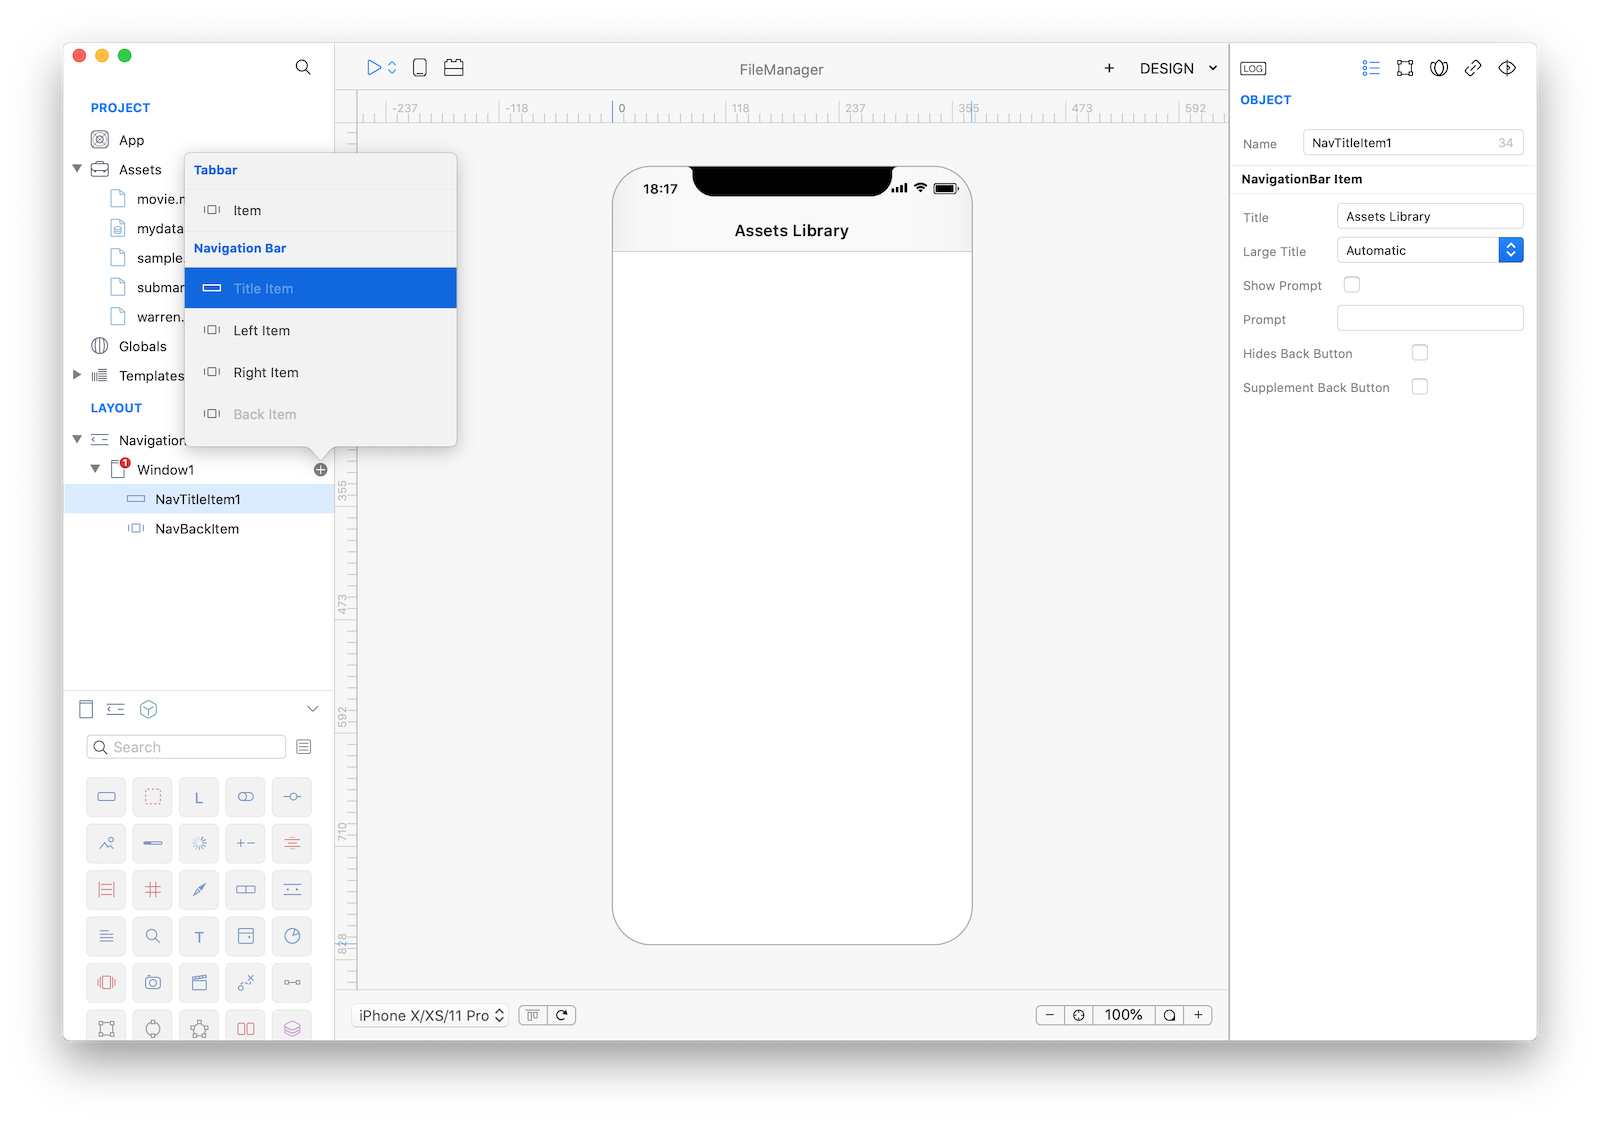 FileManager
DESIGN
LOG
PROJECT
App
Assets
movie.m
mydata
sample.
submar
warren.
Globals
Templates
LAYOUT
Navigation
1
Window1
NavTitleItem1
NavBackItem
Tabbar
Item
Navigation Bar
Title Item
Left Item
Right Item
Back Item
Search
L
T
-237
-118
0
118
237
355
473
592
355
473
592
710
828
18:17
Assets Library
iPhone X/XS/11 Pro
100%
OBJECT
Name
NavTitleItem1
34
NavigationBar Item
Title
Assets Library
Large Title
Automatic
Show Prompt
Prompt
Hides Back Button
Supplement Back Button